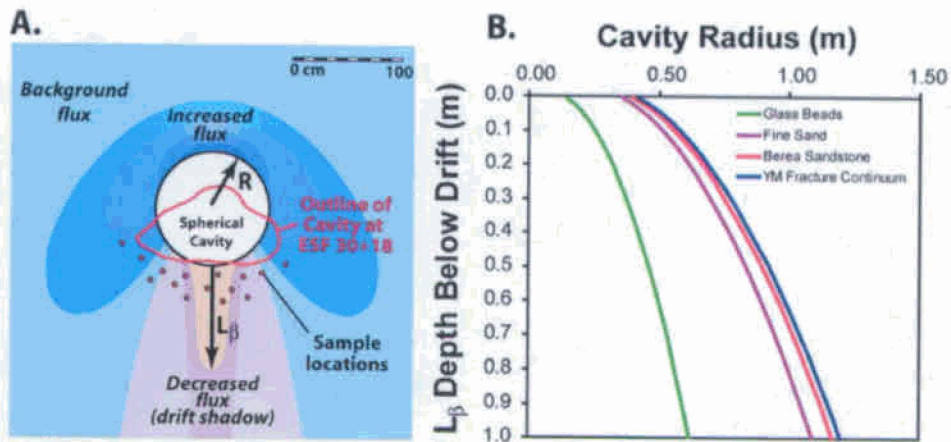 A.
0 cm 100
Background
flux
Increased
flux
R
Spherical
Cavity
Outline of
Cavity at
ESF 30+18
Lβ
Sample
locations
Decreased
flux
(drift shadow)
B.
Cavity Radius (m)
0.00 0.50 1.00 1.50
Lβ Depth Below Drift (m)
0.0
0.1
0.2
0.3
0.4
0.5
0.6
0.7
0.8
0.9
1.0
Glass Beads
Fine Sand
Berea Sandstone
YM Fracture Continuum